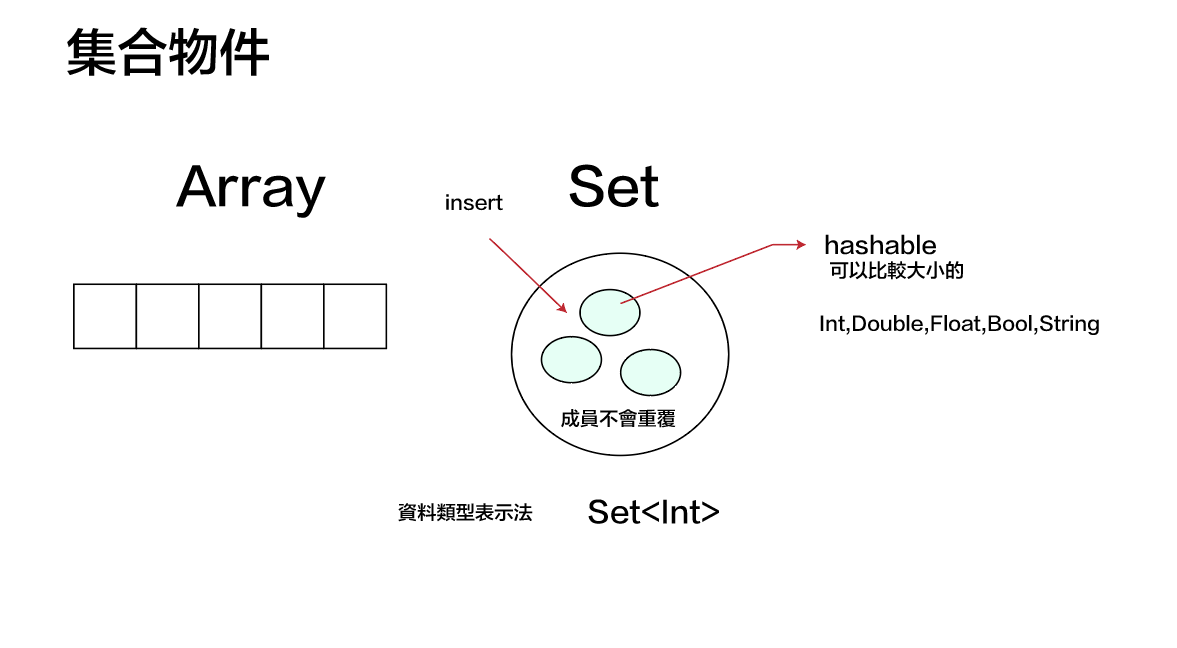 集合物件
Array
Set
insert
hashable
可以比較大小的
Int,Double,Float,Bool,String
成員不會重覆
資料類型表示法
Set<Int>